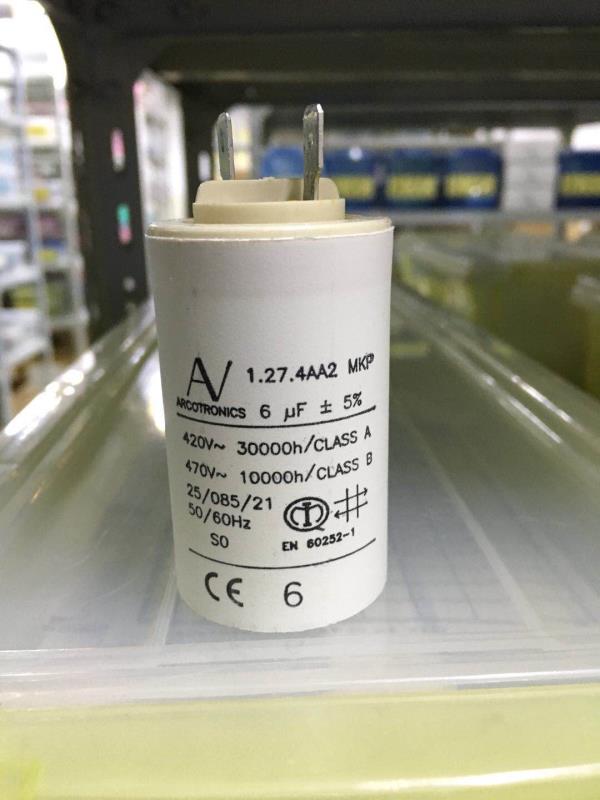 AV 1.27.4AA2 MKP
ARCOTRONICS 6 µF ± 5%
420V~ 30000h/CLASS A
470V~ 10000h/CLASS B
25/085/21
50/60Hz
S0
EN 60252-1
CE 6